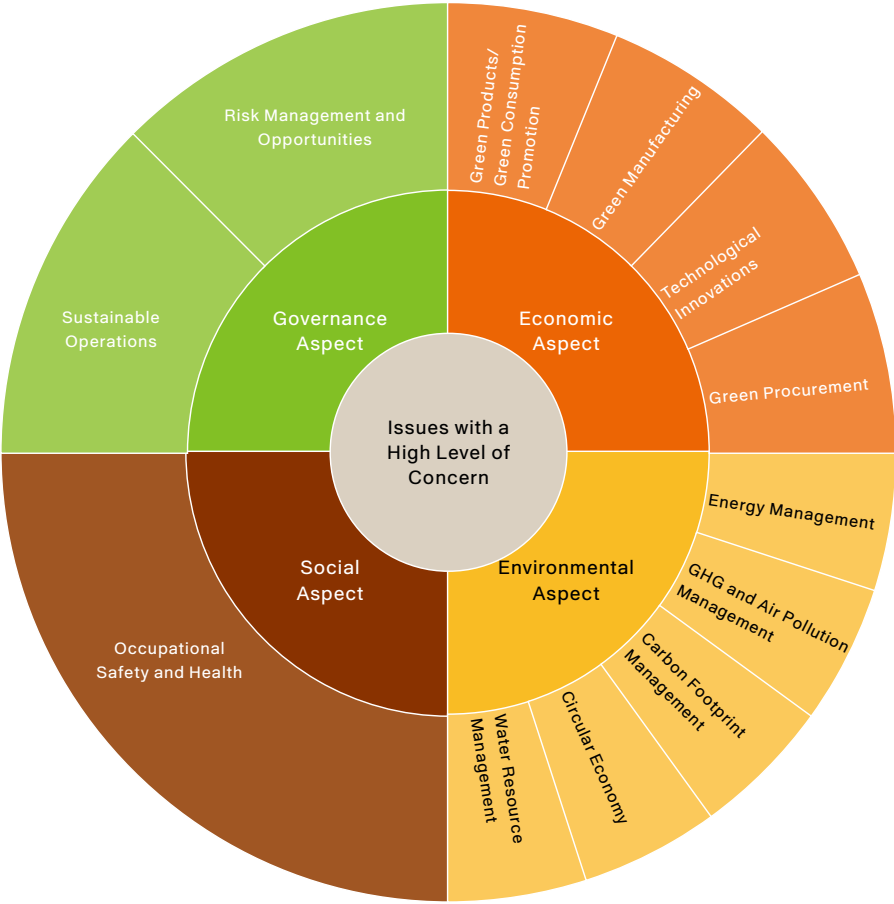 Issues with a
High Level of
Concern
Governance
Aspect
Economic
Aspect
Social
Aspect
Environmental
Aspect
Risk Management and
Opportunities
Sustainable
Operations
Green Products/
Green Consumption
Promotion
Green Manufacturing
Technological
Innovations
Green Procurement
Energy Management
GHG and Air Pollution
Management
Carbon Footprint
Management
Circular Economy
Water Resource
Management
Occupational
Safety and Health